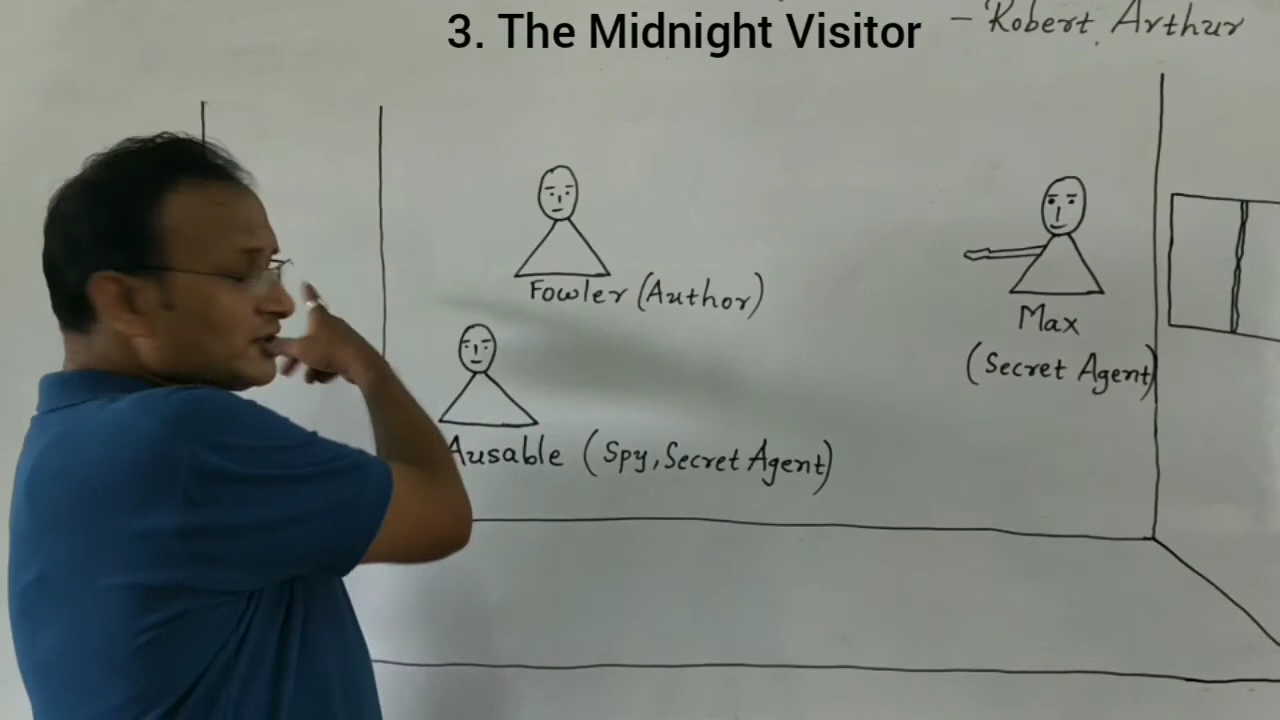 3. The Midnight Visitor - Robert Arthur
Fowler (Author)
Max
(Secret Agent)
Ausable (Spy, Secret Agent)